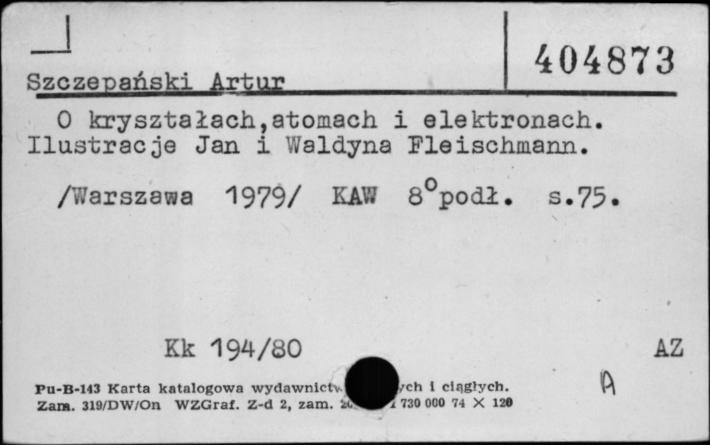 404873
Szczepański Artur
O kryształach,atomach i elektronach.
Ilustracje Jan i Waldyna Fleischmann.
/Warszawa 1979/ KAW 8°podł. s.75.
Kk 194/80 AZ
A
Pu-B-143 Karta katalogowa wydawnictw i ciągłych.
Zam. 319/DW/On WZGraf. Z-d 2, zam. 730 000 74 X 120